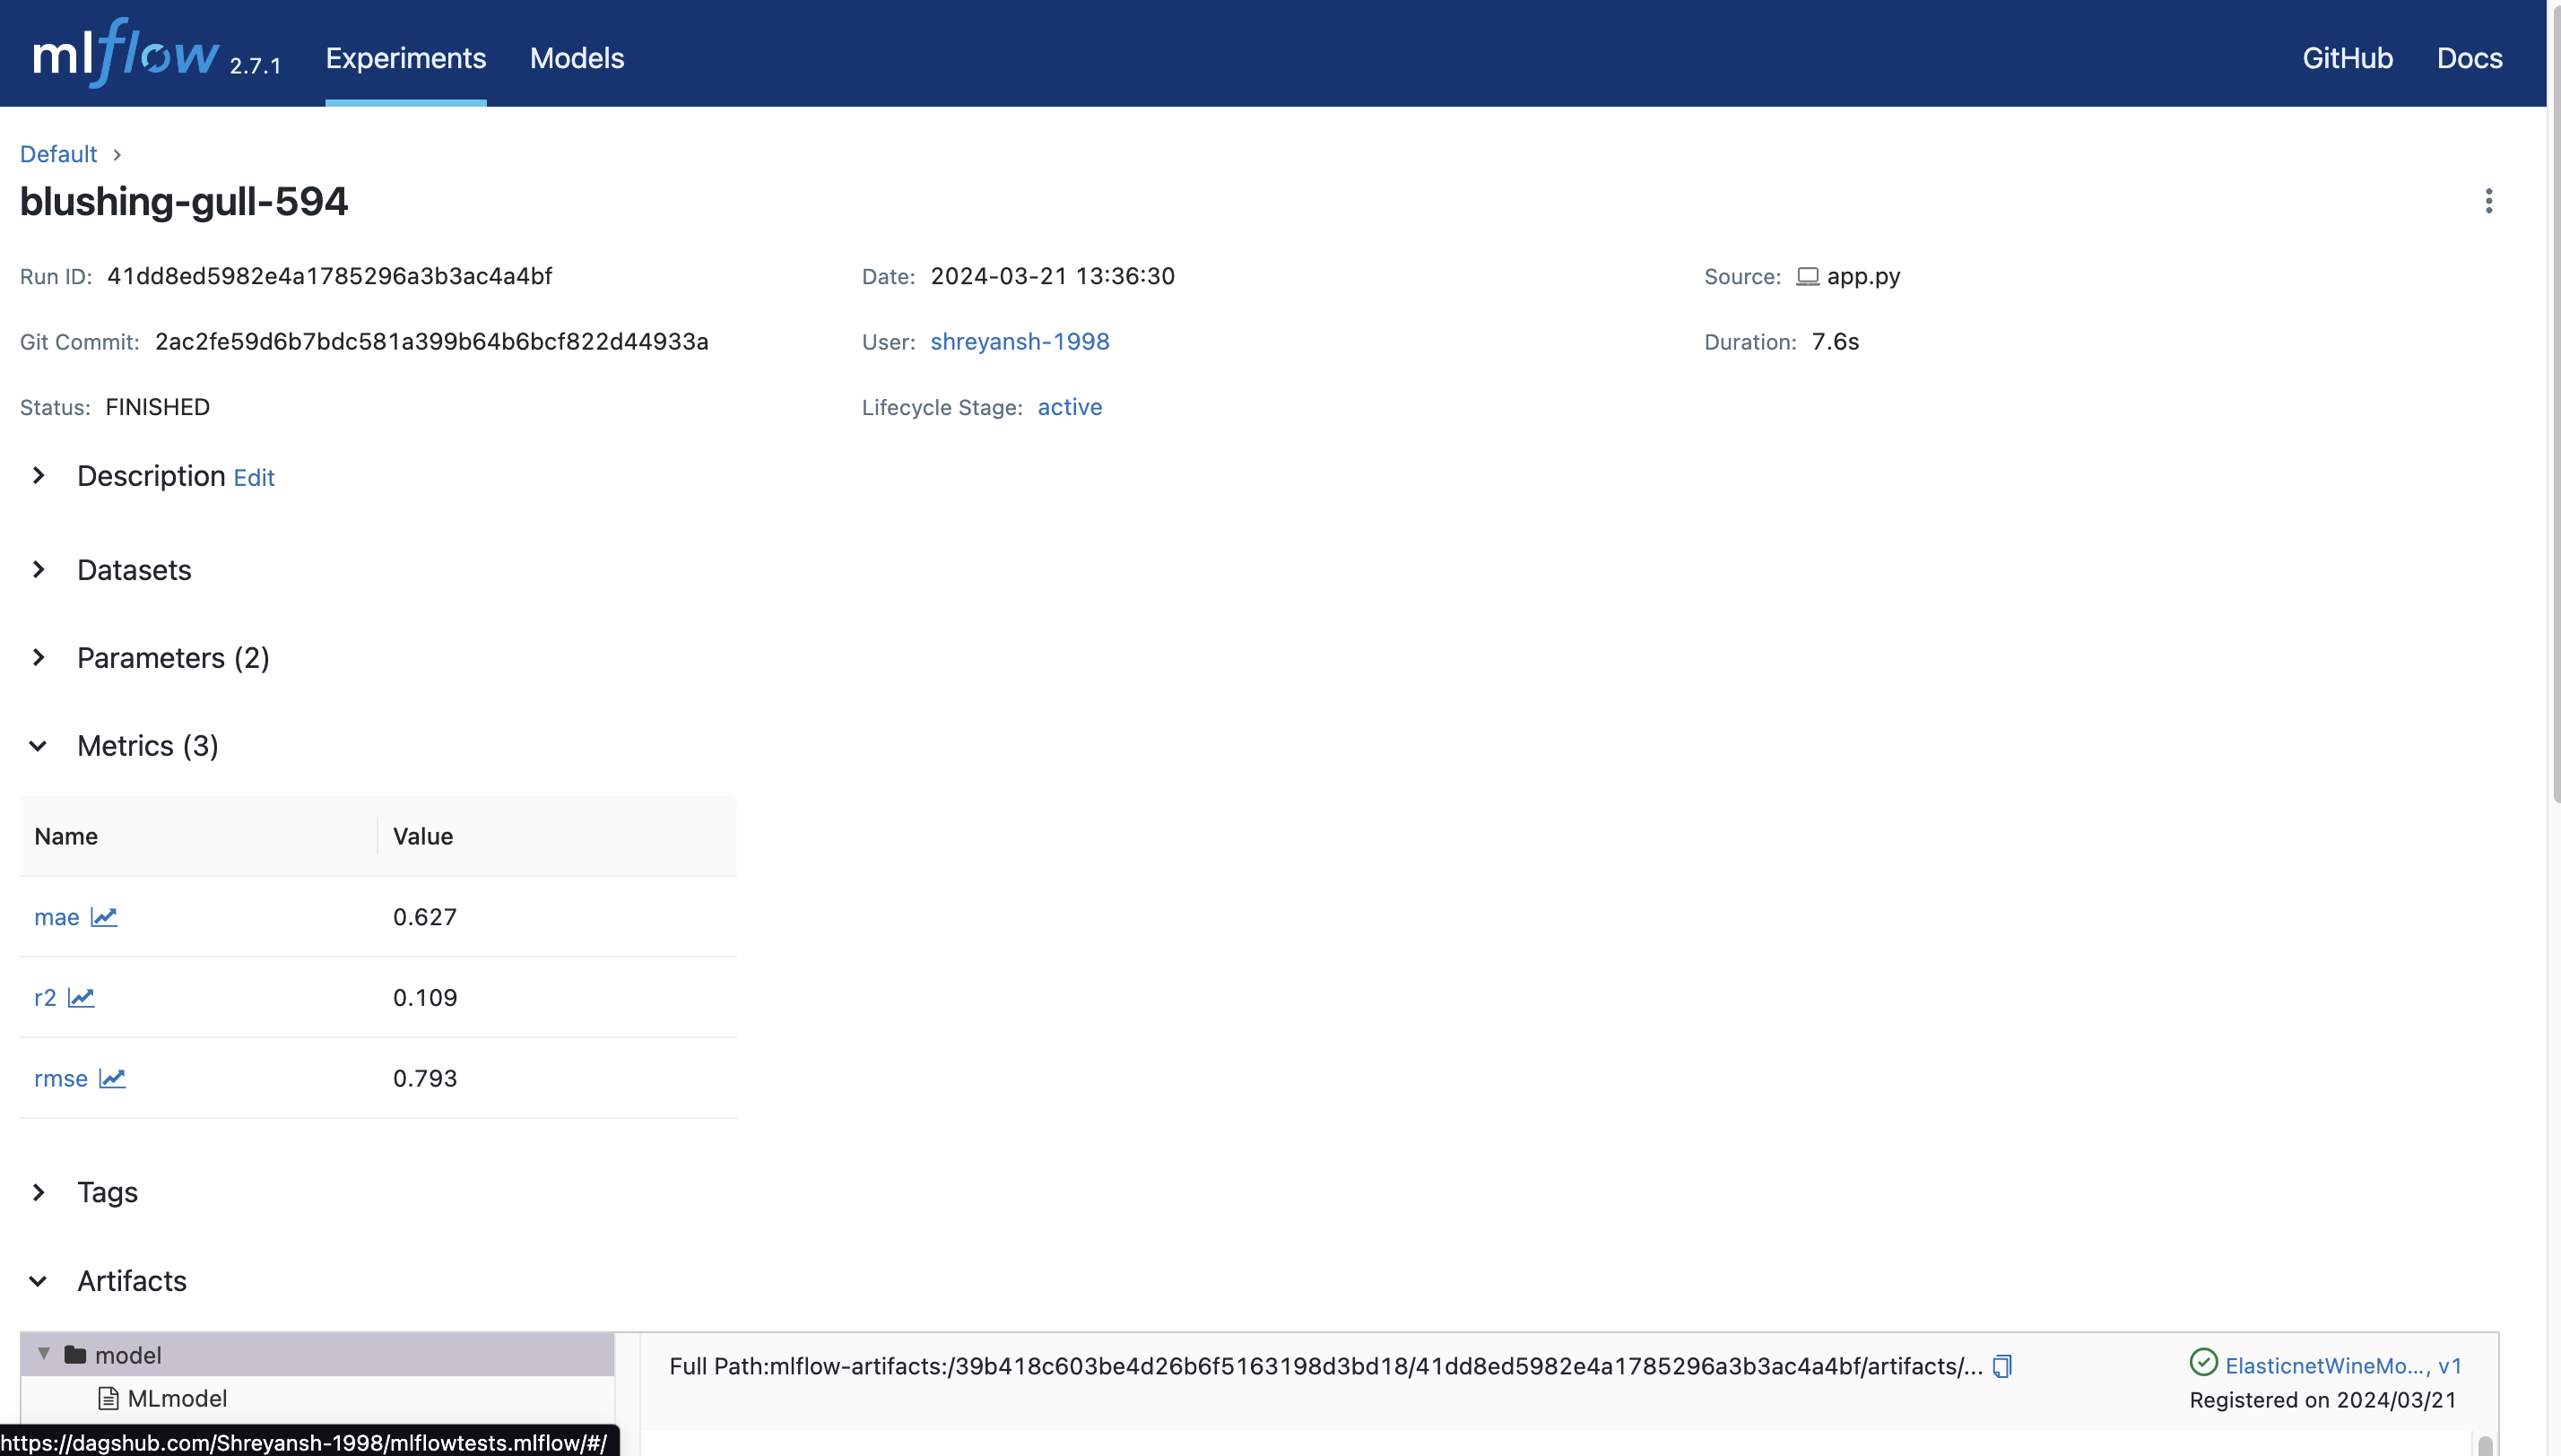 mlflow 2.7.1 Experiments Models GitHub Docs
Default
blushing-gull-594
Run ID: 41dd8ed5982e4a1785296a3b3ac4a4bf Date: 2024-03-21 13:36:30 Source: app.py
Git Commit: 2ac2fe59d6b7bdc581a399b64b6bcf822d44933a User: shreyansh-1998 Duration: 7.6s
Status: FINISHED Lifecycle Stage: active
Description Edit
Datasets
Parameters (2)
Metrics (3)
Name Value
mae 0.627
r2 0.109
rmse 0.793
Tags
Artifacts
model Full Path:mlflow-artifacts:/39b418c603be4d26b6f5163198d3bd18/41dd8ed5982e4a1785296a3b3ac4a4bf/artifacts/... ElasticnetWineMo..., v1
MLmodel Registered on 2024/03/21
https://dagshub.com/Shreyansh-1998/mlflowtests.mlflow/#/